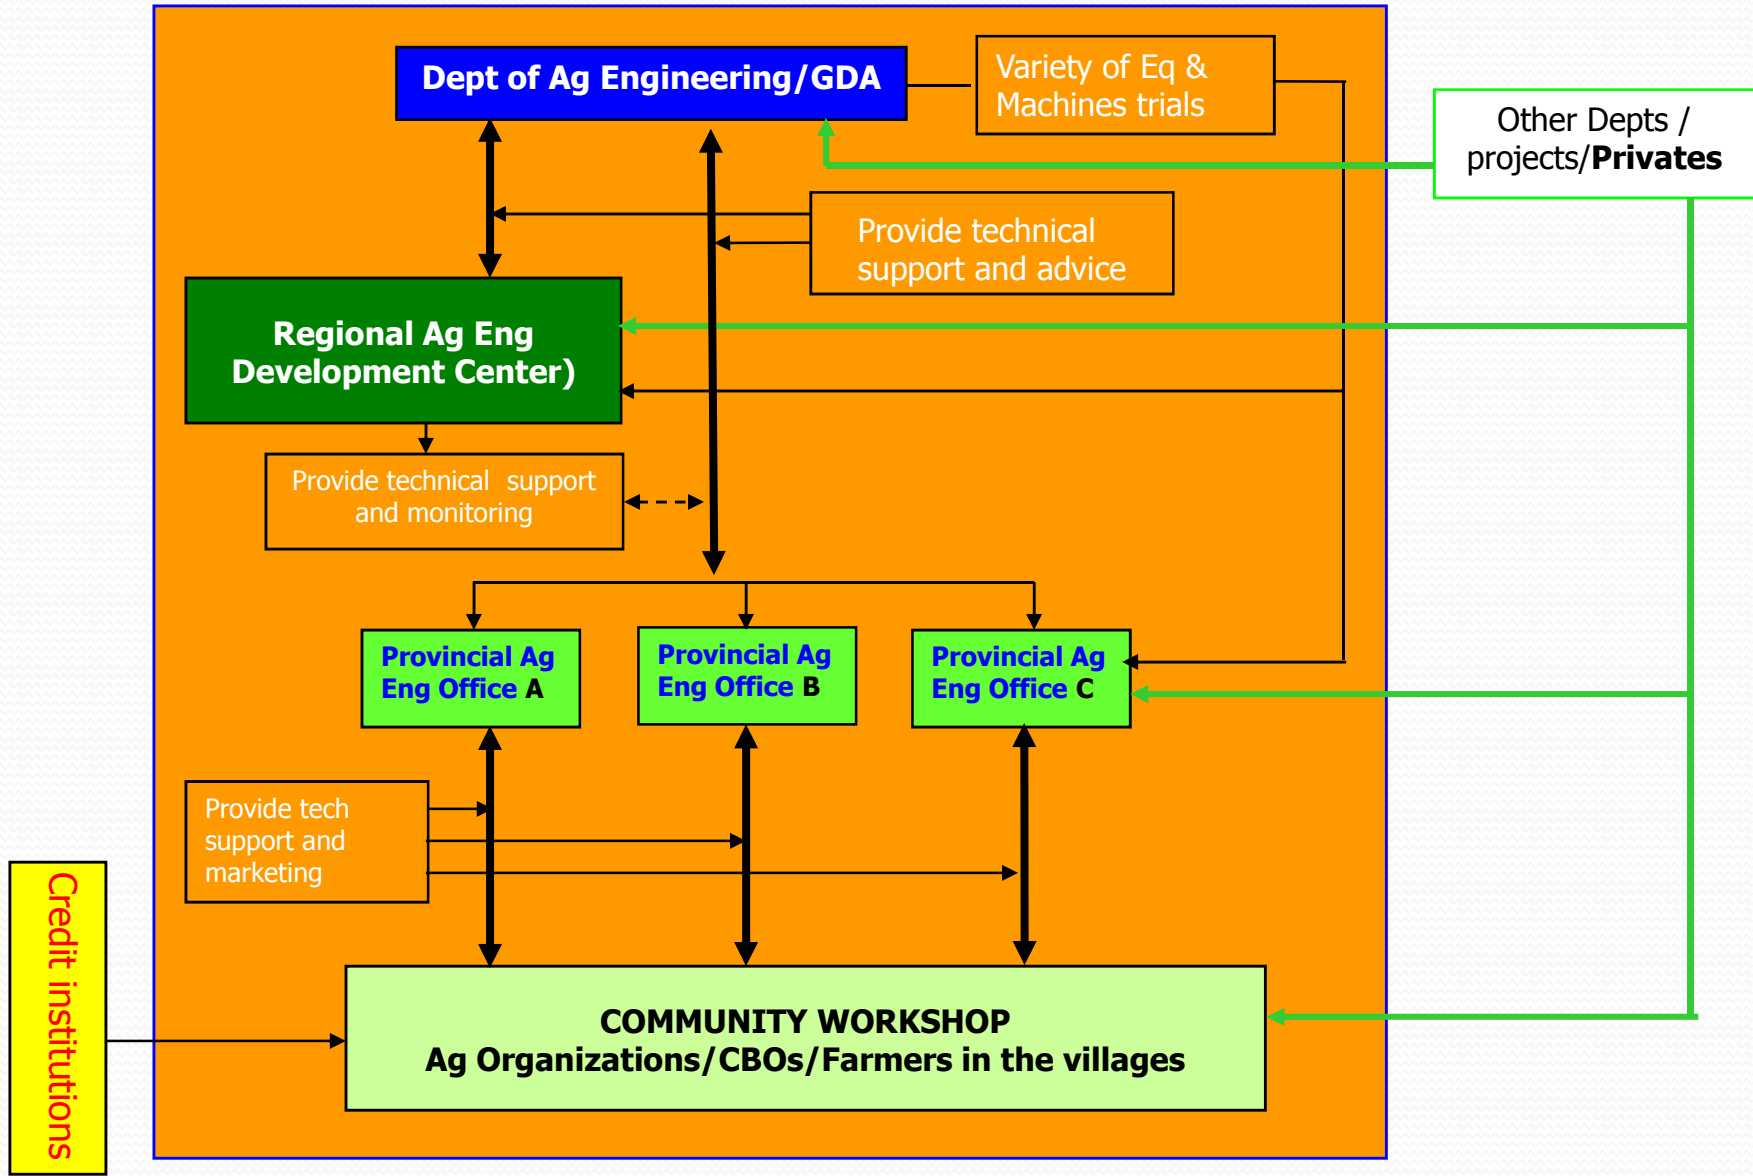 Dept of Ag Engineering/GDA
Variety of Eq &
Machines trials
Other Depts /
projects/Privates
Provide technical
support and advice
Regional Ag Eng
Development Center)
Provide technical  support
and monitoring
Provincial Ag
Eng Office A
Provincial Ag
Eng Office B
Provincial Ag
Eng Office C
Provide tech
support and
marketing
Credit institutions
COMMUNITY WORKSHOP
Ag Organizations/CBOs/Farmers in the villages